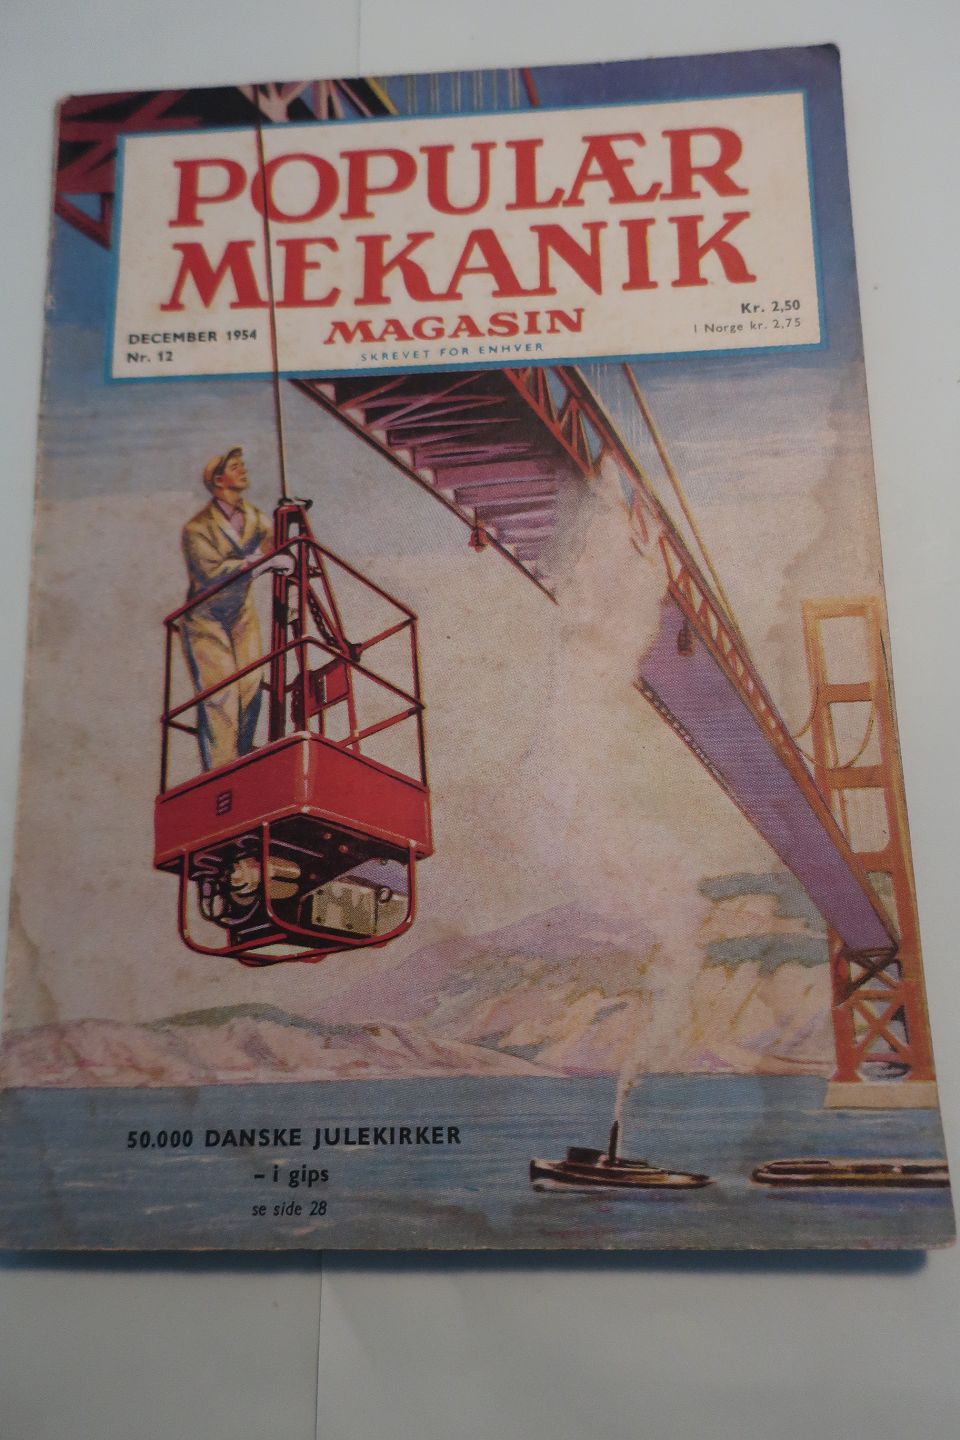 POPULÆR
MEKANIK
MAGASIN
SKREVET FOR ENHVER
DECEMBER 1954
Nr. 12
Kr. 2,50
I Norge kr. 2,75
50.000 DANSKE JULEKIRKER
– i gips
se side 28